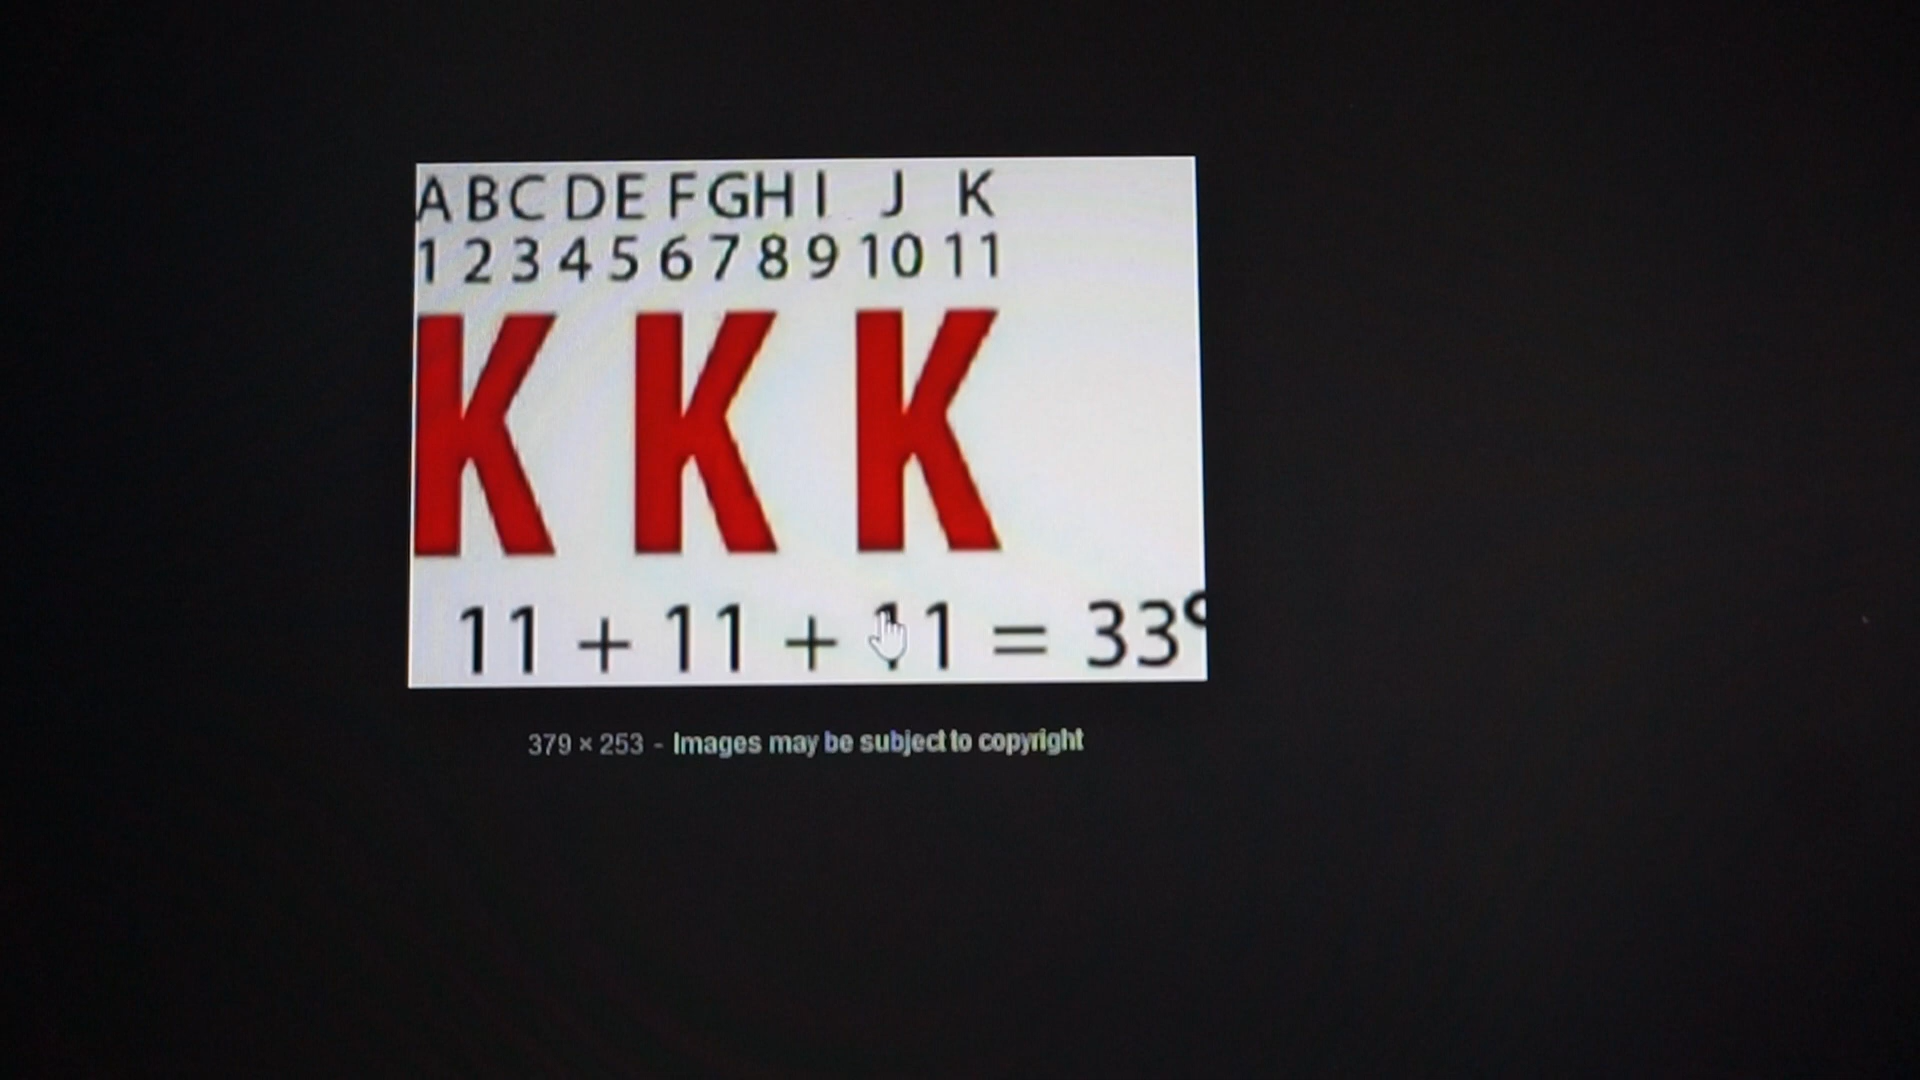 A B C D E F G H I J K
1 2 3 4 5 6 7 8 9 10 11
K K K
11 + 11 + 11 = 33°
379 × 253 - Images may be subject to copyright